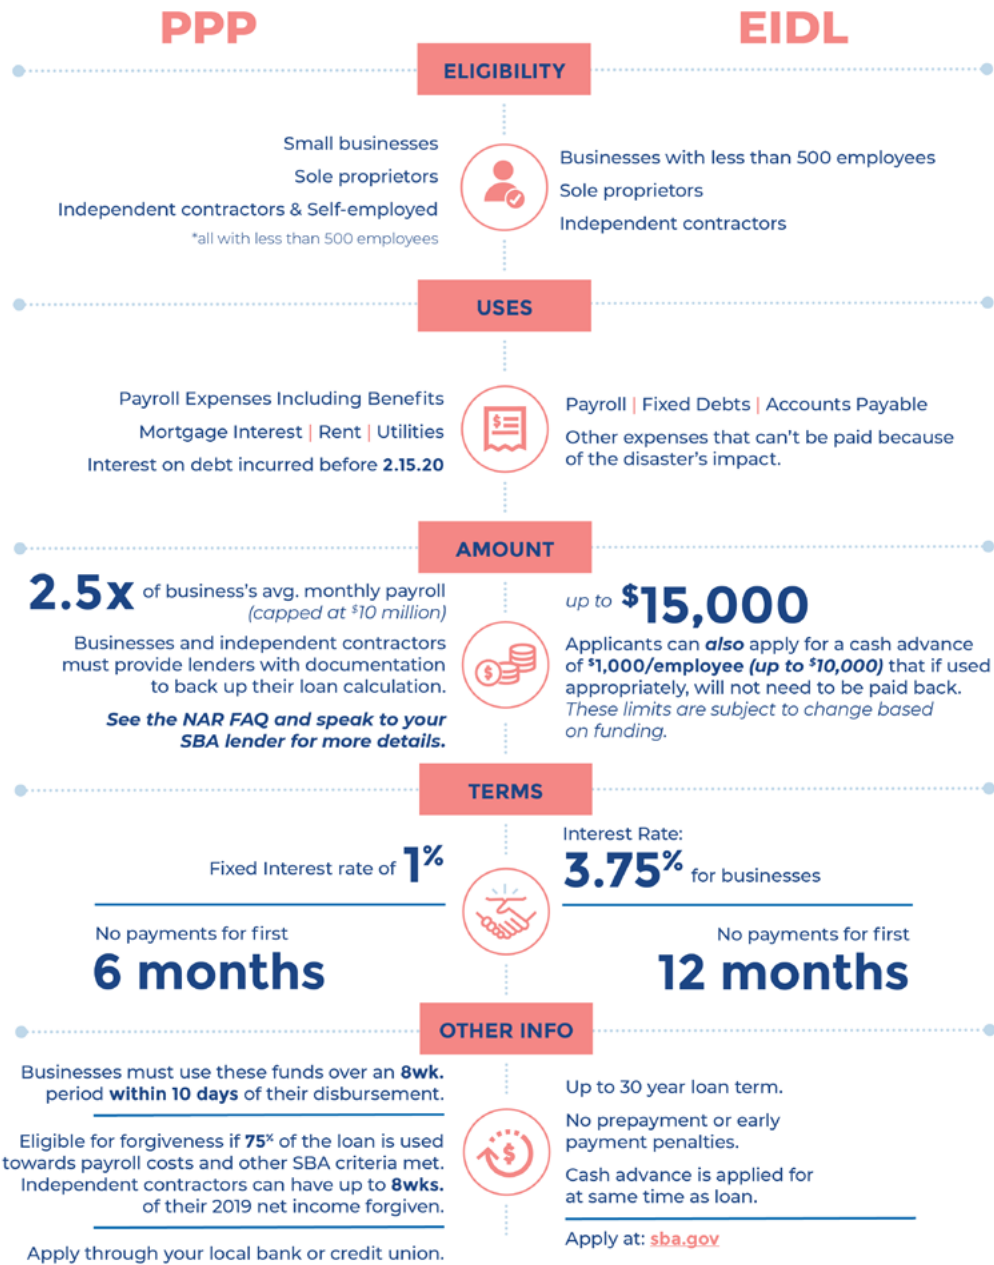 PPP
EIDL
ELIGIBILITY
Small businesses
Sole proprietors
Independent contractors & Self-employed
*all with less than 500 employees
Businesses with less than 500 employees
Sole proprietors
Independent contractors
USES
Payroll Expenses Including Benefits
Mortgage Interest | Rent | Utilities
Interest on debt incurred before 2.15.20
$
Payroll | Fixed Debts | Accounts Payable
Other expenses that can't be paid because
of the disaster's impact.
AMOUNT
2.5x of business's avg. monthly payroll
(capped at $10 million)
Businesses and independent contractors
must provide lenders with documentation
to back up their loan calculation.
See the NAR FAQ and speak to your
SBA lender for more details.
$
up to $15,000
Applicants can also apply for a cash advance
of $1,000/employee (up to $10,000) that if used
appropriately, will not need to be paid back.
These limits are subject to change based
on funding.
TERMS
Fixed Interest rate of 1%
No payments for first
6 months
Interest Rate:
3.75% for businesses
No payments for first
12 months
OTHER INFO
Businesses must use these funds over an 8wk.
period within 10 days of their disbursement.
Eligible for forgiveness if 75% of the loan is used
towards payroll costs and other SBA criteria met.
Independent contractors can have up to 8wks.
of their 2019 net income forgiven.
Apply through your local bank or credit union.
$
Up to 30 year loan term.
No prepayment or early
payment penalties.
Cash advance is applied for
at same time as loan.
Apply at: sba.gov